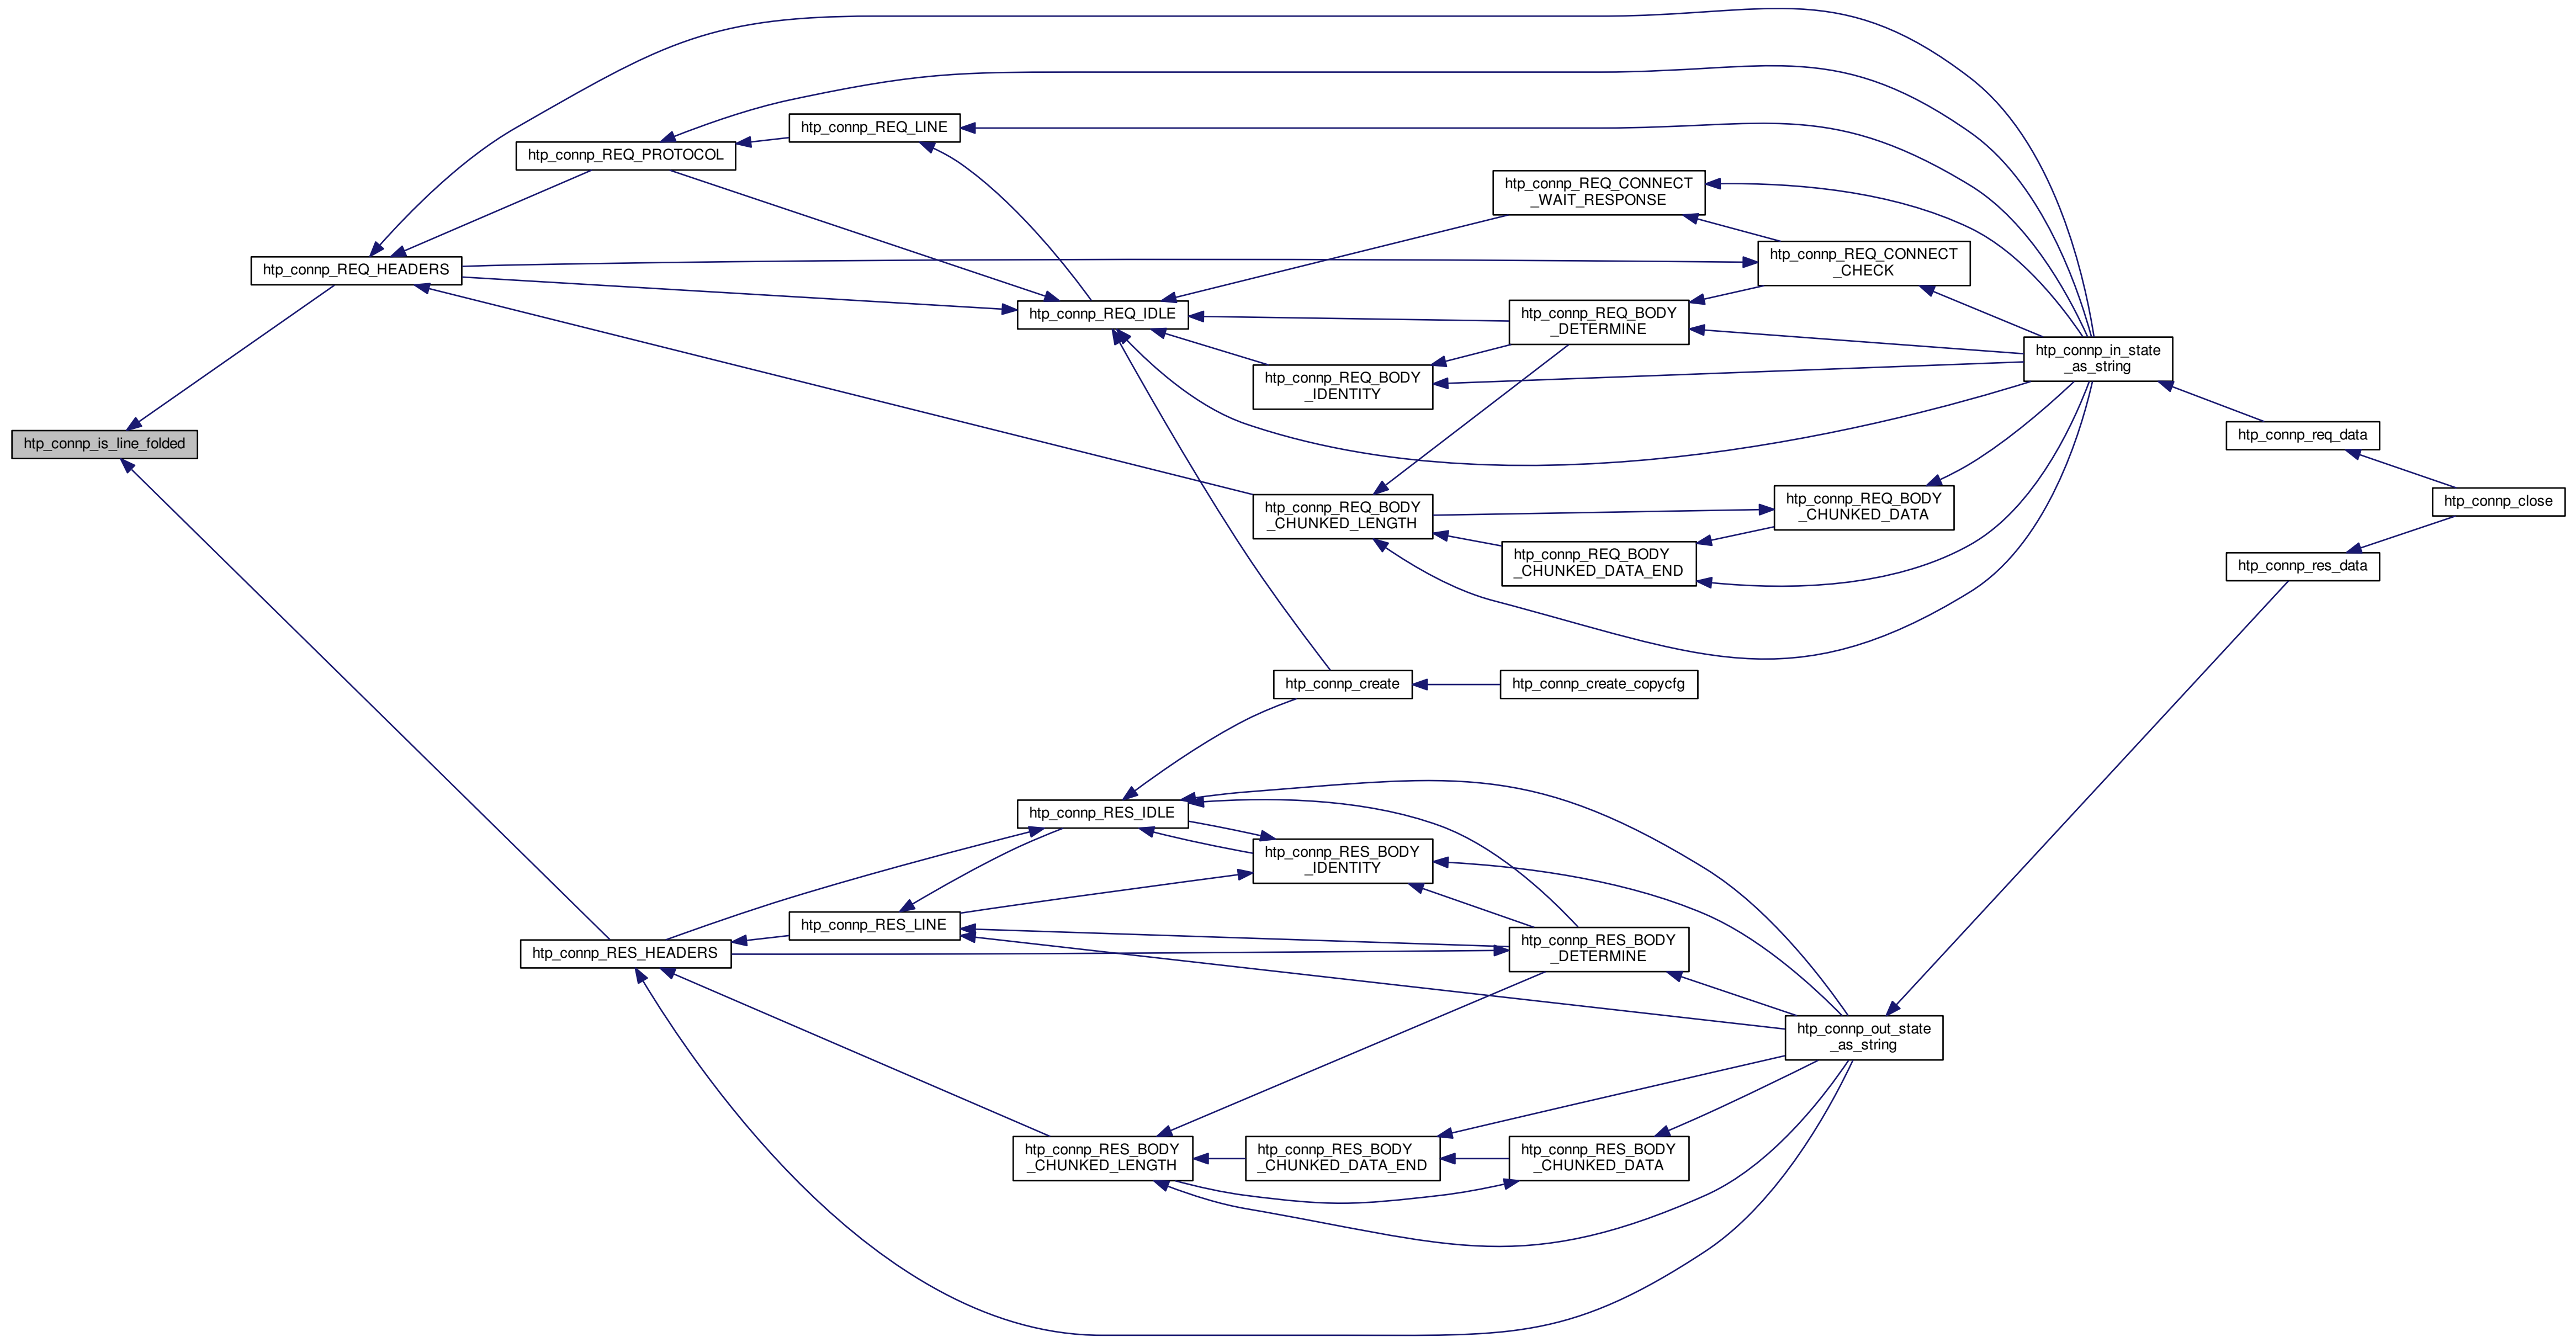 htp_connp_REQ_LINE
htp_connp_REQ_PROTOCOL
htp_connp_REQ_CONNECT
_WAIT_RESPONSE
htp_connp_REQ_CONNECT
_CHECK
htp_connp_REQ_HEADERS
htp_connp_REQ_IDLE
htp_connp_REQ_BODY
_DETERMINE
htp_connp_in_state
_as_string
htp_connp_REQ_BODY
_IDENTITY
htp_connp_is_line_folded
htp_connp_req_data
htp_connp_REQ_BODY
_CHUNKED_LENGTH
htp_connp_REQ_BODY
_CHUNKED_DATA
htp_connp_close
htp_connp_REQ_BODY
_CHUNKED_DATA_END
htp_connp_res_data
htp_connp_create
htp_connp_create_copycfg
htp_connp_RES_IDLE
htp_connp_RES_BODY
_IDENTITY
htp_connp_RES_LINE
htp_connp_RES_HEADERS
htp_connp_RES_BODY
_DETERMINE
htp_connp_out_state
_as_string
htp_connp_RES_BODY
_CHUNKED_LENGTH
htp_connp_RES_BODY
_CHUNKED_DATA_END
htp_connp_RES_BODY
_CHUNKED_DATA